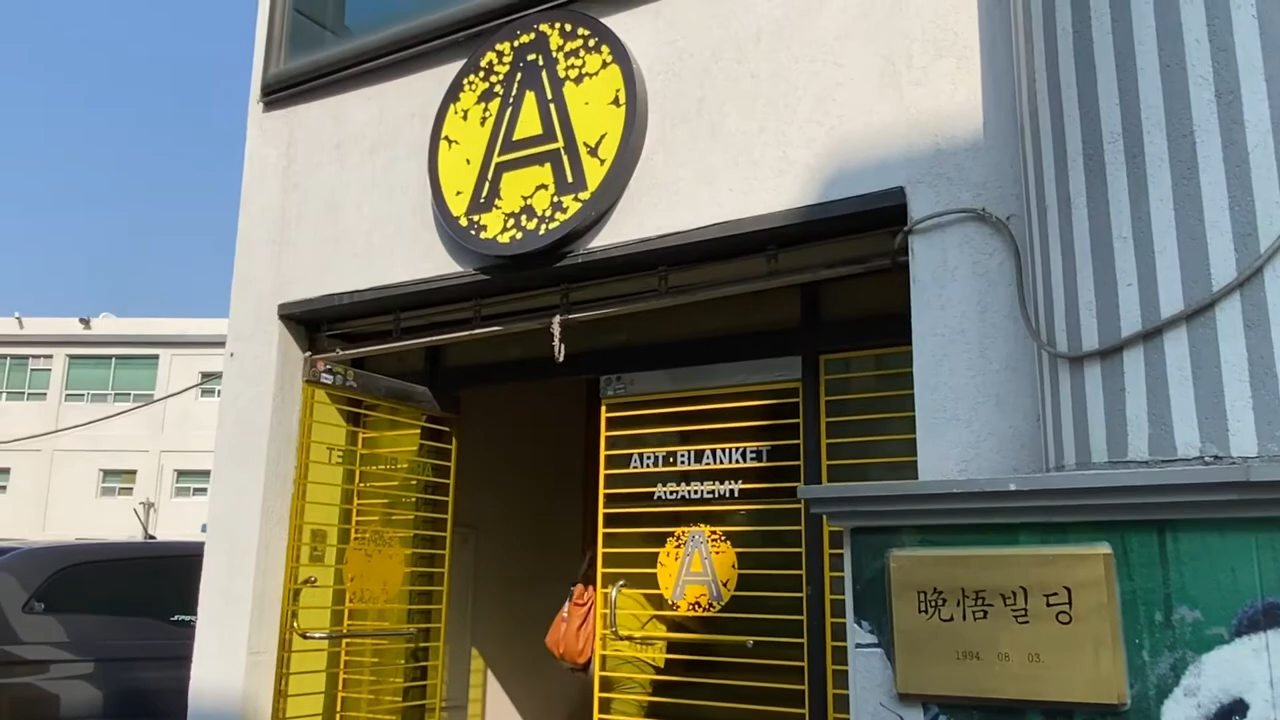 A
ART·BLANKET
ACADEMY
A
晩悟빌딩
1994. 08. 03.